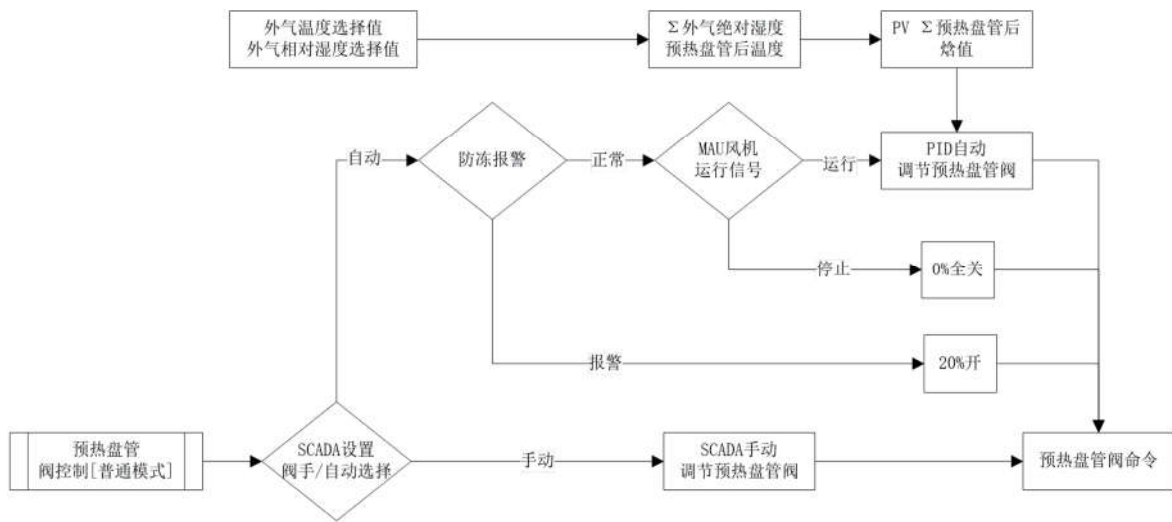 外气温度选择值
外气相对湿度选择值
Σ外气绝对湿度
预热盘管后温度
PV Σ预热盘管后
焓值
自动
防冻报警
正常
MAU风机
运行信号
运行
PID自动
调节预热盘管阀
停止
0%全关
报警
20%开
预热盘管
阀控制[普通模式]
SCADA设置
阀手/自动选择
手动
SCADA手动
调节预热盘管阀
预热盘管阀命令